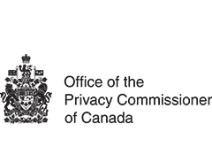 Office of the
Privacy Commissioner
of Canada